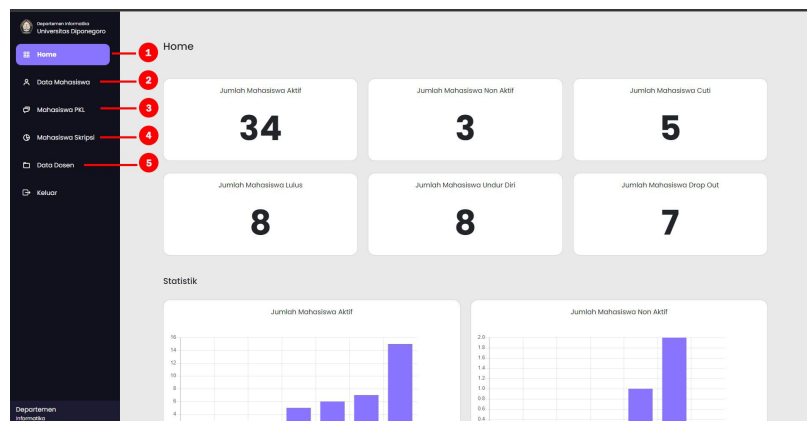 Departemen Informatika
Universitas Diponegoro
Home
1
Home
Data Mahasiswa
2
Mahasiswa PKL
3
Mahasiswa Skripsi
4
Data Dosen
5
Keluar
Jumlah Mahasiswa Aktif
34
Jumlah Mahasiswa Non Aktif
3
Jumlah Mahasiswa Cuti
5
Jumlah Mahasiswa Lulus
8
Jumlah Mahasiswa Undur Diri
8
Jumlah Mahasiswa Drop Out
7
Statistik
Jumlah Mahasiswa Aktif
16
14
12
10
8
6
4
Jumlah Mahasiswa Non Aktif
2.0
1.8
1.6
1.4
1.2
1.0
0.8
0.6
0.4
Departemen
Informatika